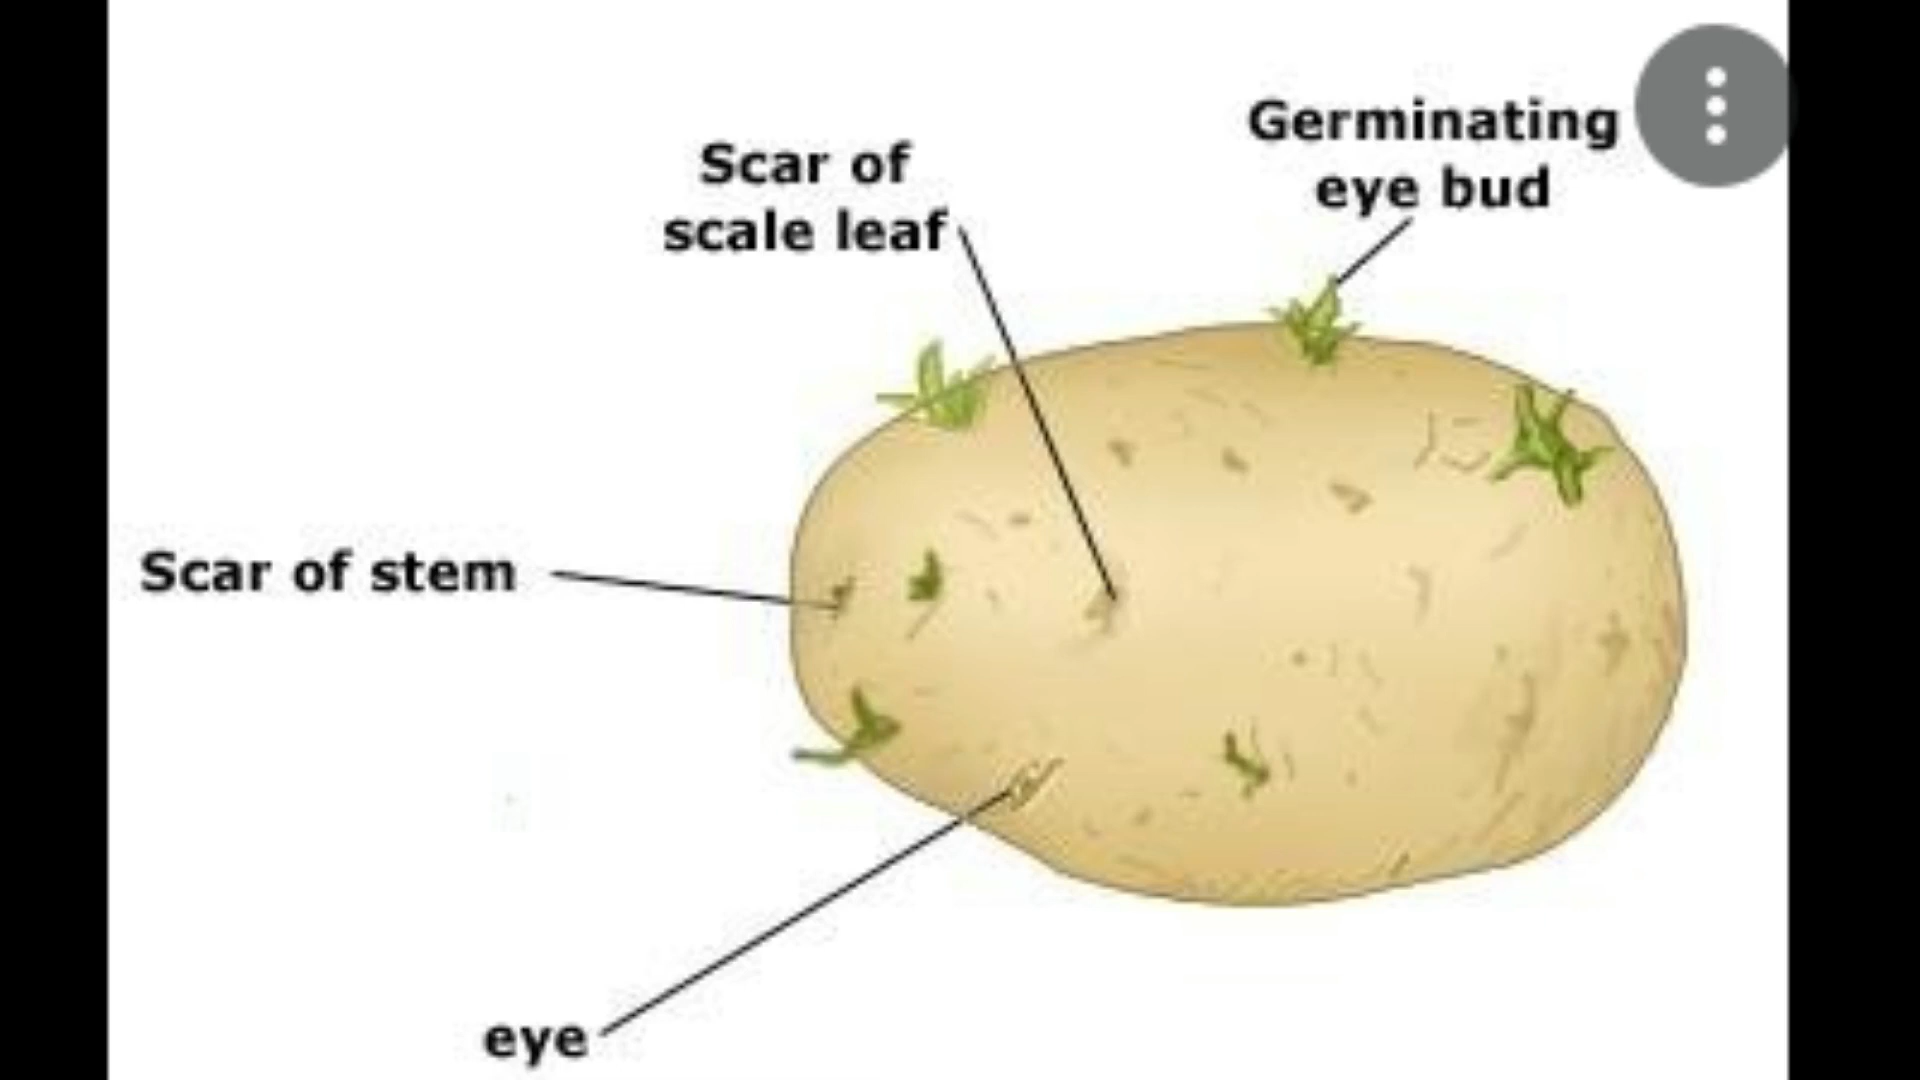 Germinating
eye bud
Scar of
scale leaf
Scar of stem
eye